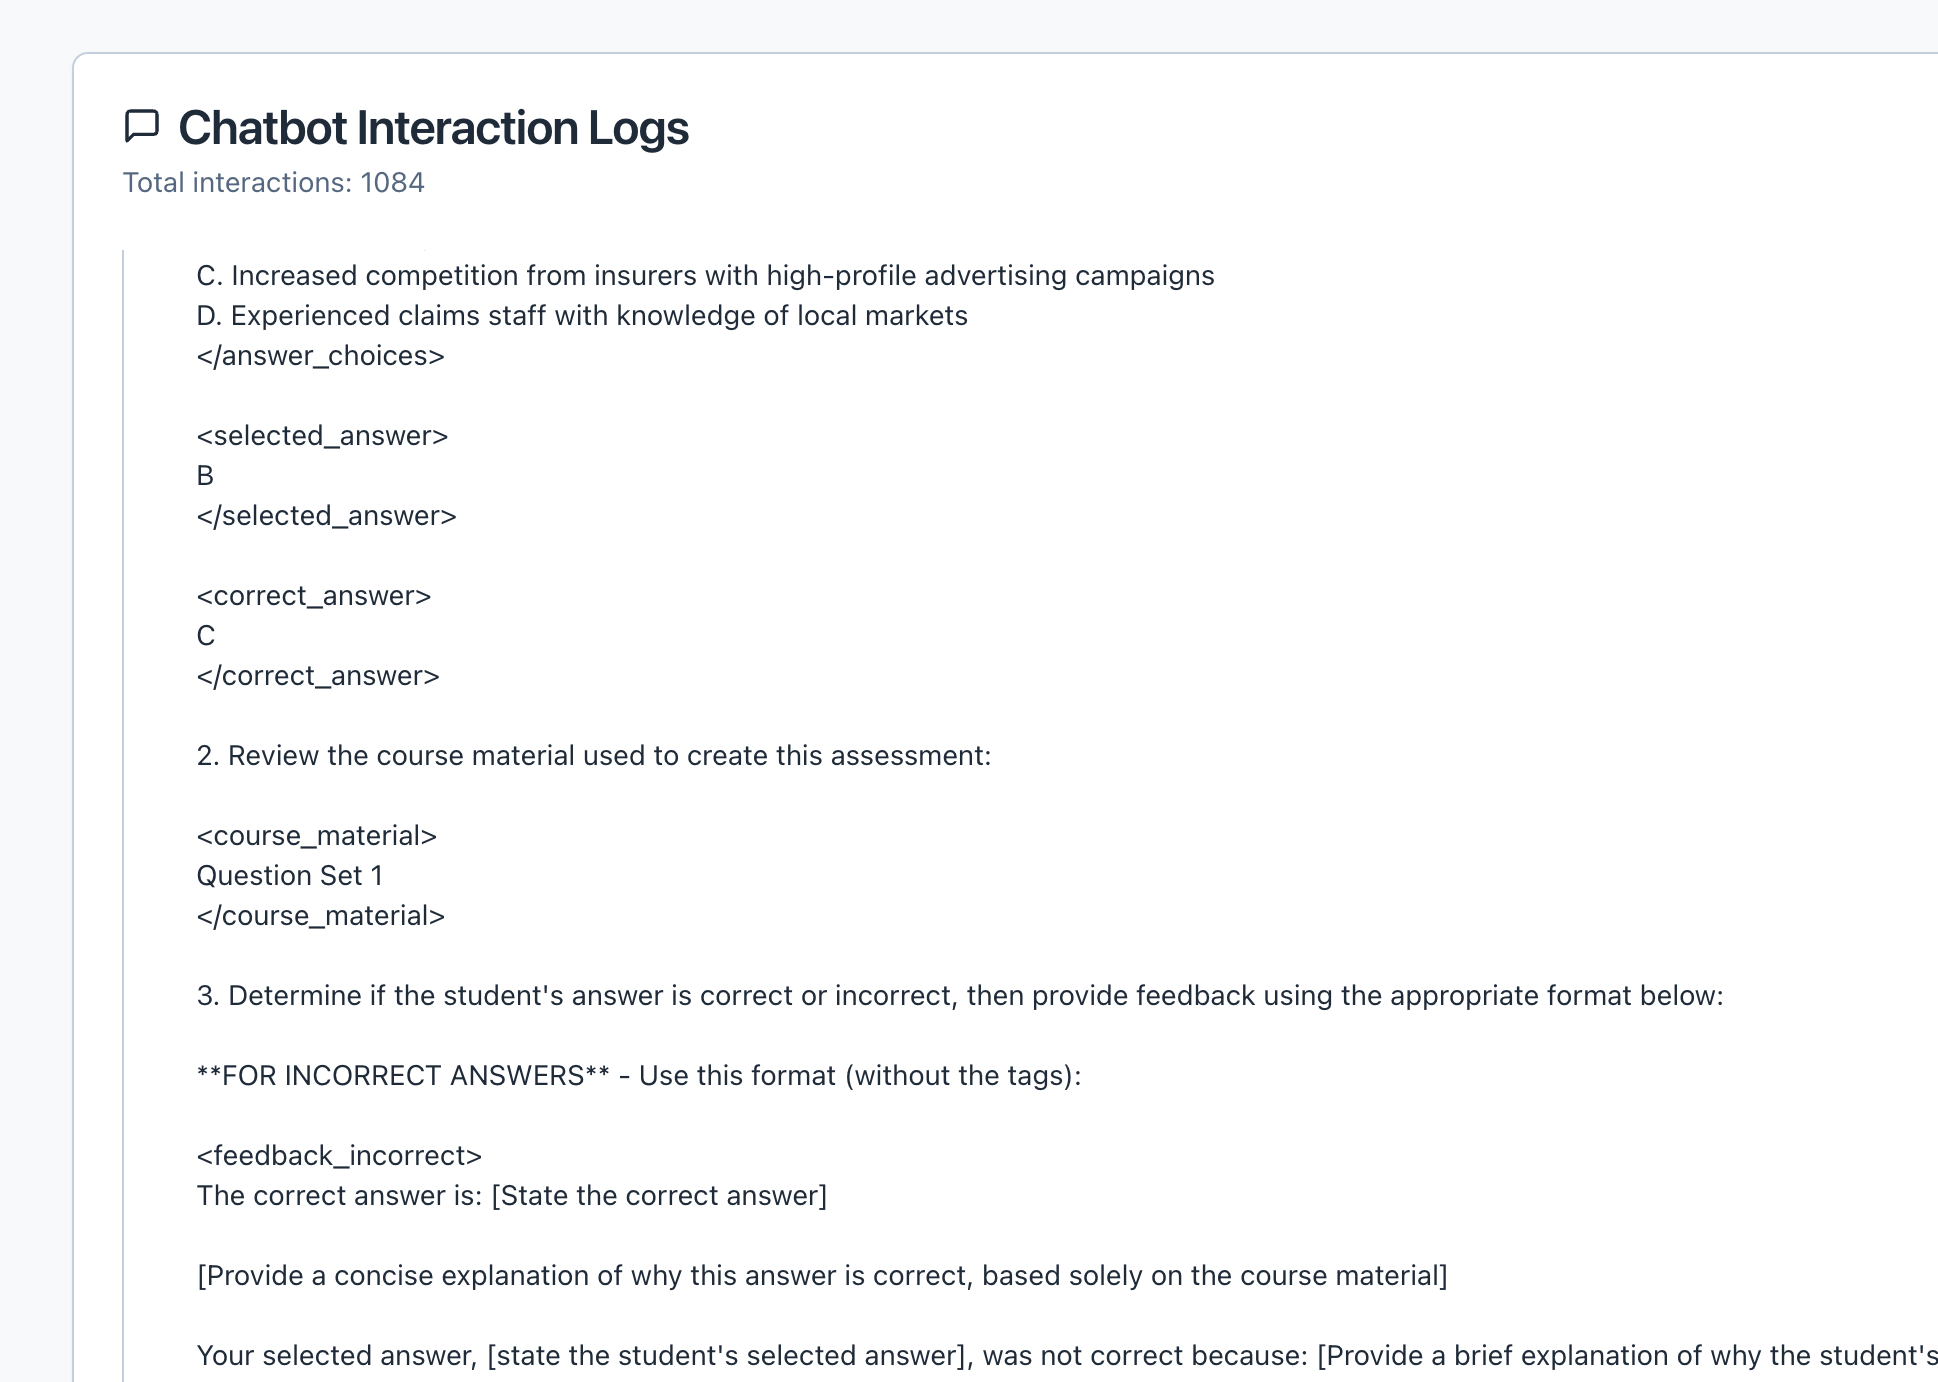 Chatbot Interaction Logs
Total interactions: 1084
C. Increased competition from insurers with high-profile advertising campaigns
D. Experienced claims staff with knowledge of local markets
</answer_choices>
<selected_answer>
B
</selected_answer>
<correct_answer>
C
</correct_answer>
2. Review the course material used to create this assessment:
<course_material>
Question Set 1
</course_material>
3. Determine if the student's answer is correct or incorrect, then provide feedback using the appropriate format below:
**FOR INCORRECT ANSWERS** - Use this format (without the tags):
<feedback_incorrect>
The correct answer is: [State the correct answer]
[Provide a concise explanation of why this answer is correct, based solely on the course material]
Your selected answer, [state the student's selected answer], was not correct because: [Provide a brief explanation of why the student's